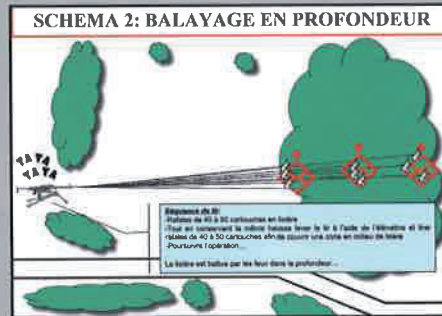 SCHEMA 2: BALAYAGE EN PROFONDEUR
TA TA
TA TA
Séquence de tir
-Rafales de 40 à 50 cartouches en lisière
-Tout en conservant la même hausse lever le tir à l'aide de l'élévatine et tirer
rafales de 40 à 50 cartouches afin de couvrir une zone en milieu de lisière
-Poursuivre l'opération...
La lisière est battue par les feux dans la profondeur...